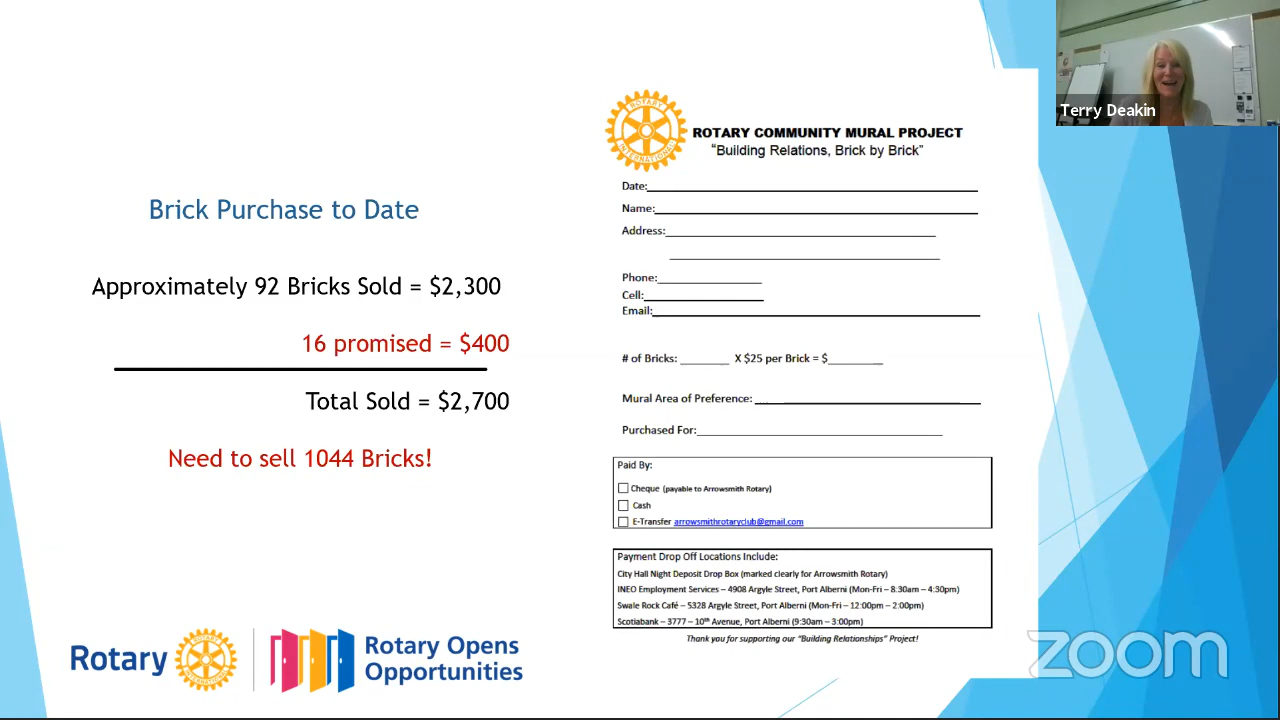 Terry Deakin
Brick Purchase to Date
Approximately 92 Bricks Sold = $2,300
16 promised = $400
Total Sold = $2,700
Need to sell 1044 Bricks!
Rotary
ROTARY
INTERNATIONAL
Rotary Opens
Opportunities
ROTARY
INTERNATIONAL
ROTARY COMMUNITY MURAL PROJECT
"Building Relations, Brick by Brick"
Date:
Name:
Address:
Phone:
Cell:
Email:
# of Bricks: ________ X $25 per Brick = $_________
Mural Area of Preference:
Purchased For:
Paid By:
Cheque (payable to Arrowsmith Rotary)
Cash
E-Transfer arrowsmithrotaryclub@gmail.com
Payment Drop Off Locations Include:
City Hall Night Deposit Drop Box (marked clearly for Arrowsmith Rotary)
INEO Employment Services – 4908 Argyle Street, Port Alberni (Mon-Fri – 8:30am – 4:30pm)
Swale Rock Café – 5328 Argyle Street, Port Alberni (Mon-Fri – 12:00pm – 2:00pm)
Scotiabank – 3777 – 10th Avenue, Port Alberni (9:30am – 3:00pm)
Thank you for supporting our "Building Relationships" Project!
zoom